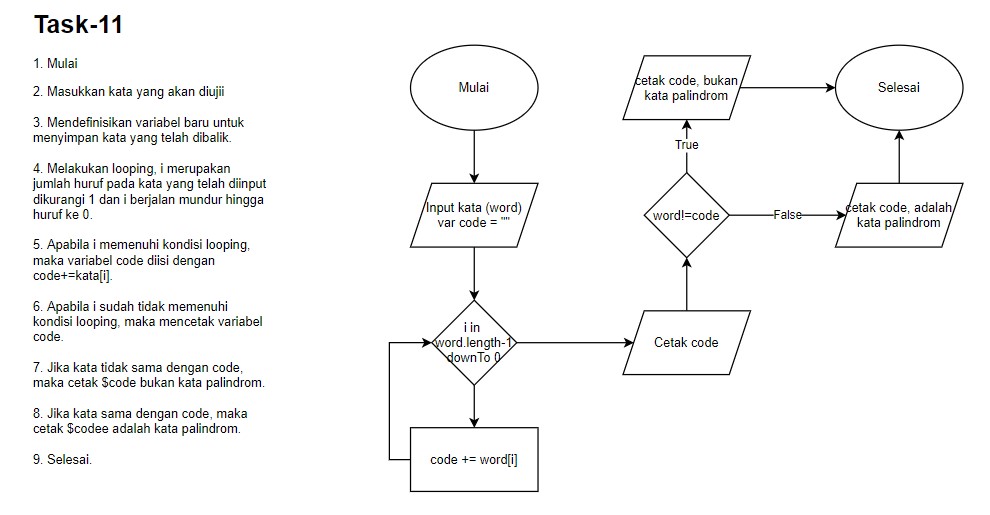 Task-11
1. Mulai
2. Masukkan kata yang akan diujii
3. Mendefinisikan variabel baru untuk
menyimpan kata yang telah dibalik.
4. Melakukan looping, i merupakan
jumlah huruf pada kata yang telah diinput
dikurangi 1 dan i berjalan mundur hingga
huruf ke 0.
5. Apabila i memenuhi kondisi looping,
maka variabel code diisi dengan
code+=kata[i].
6. Apabila i sudah tidak memenuhi
kondisi looping, maka mencetak variabel
code.
7. Jika kata tidak sama dengan code,
maka cetak $code bukan kata palindrom.
8. Jika kata sama dengan code, maka
cetak $codee adalah kata palindrom.
9. Selesai.
Mulai
Input kata (word)
var code = ""
i in
word.length-1
downTo 0
code += word[i]
Cetak code
word!=code
True
cetak code, bukan
kata palindrom
False
cetak code, adalah
kata palindrom
Selesai